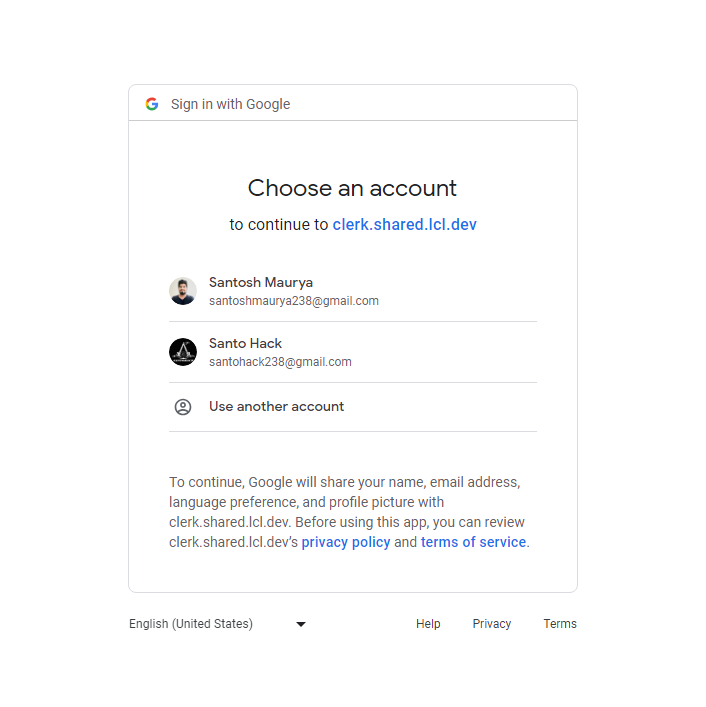 Sign in with Google
Choose an account
to continue to clerk.shared.lcl.dev
Santosh Maurya
santoshmaurya238@gmail.com
Santo Hack
santohack238@gmail.com
Use another account
To continue, Google will share your name, email address,
language preference, and profile picture with
clerk.shared.lcl.dev. Before using this app, you can review
clerk.shared.lcl.dev’s privacy policy and terms of service.
English (United States)
Help Privacy Terms